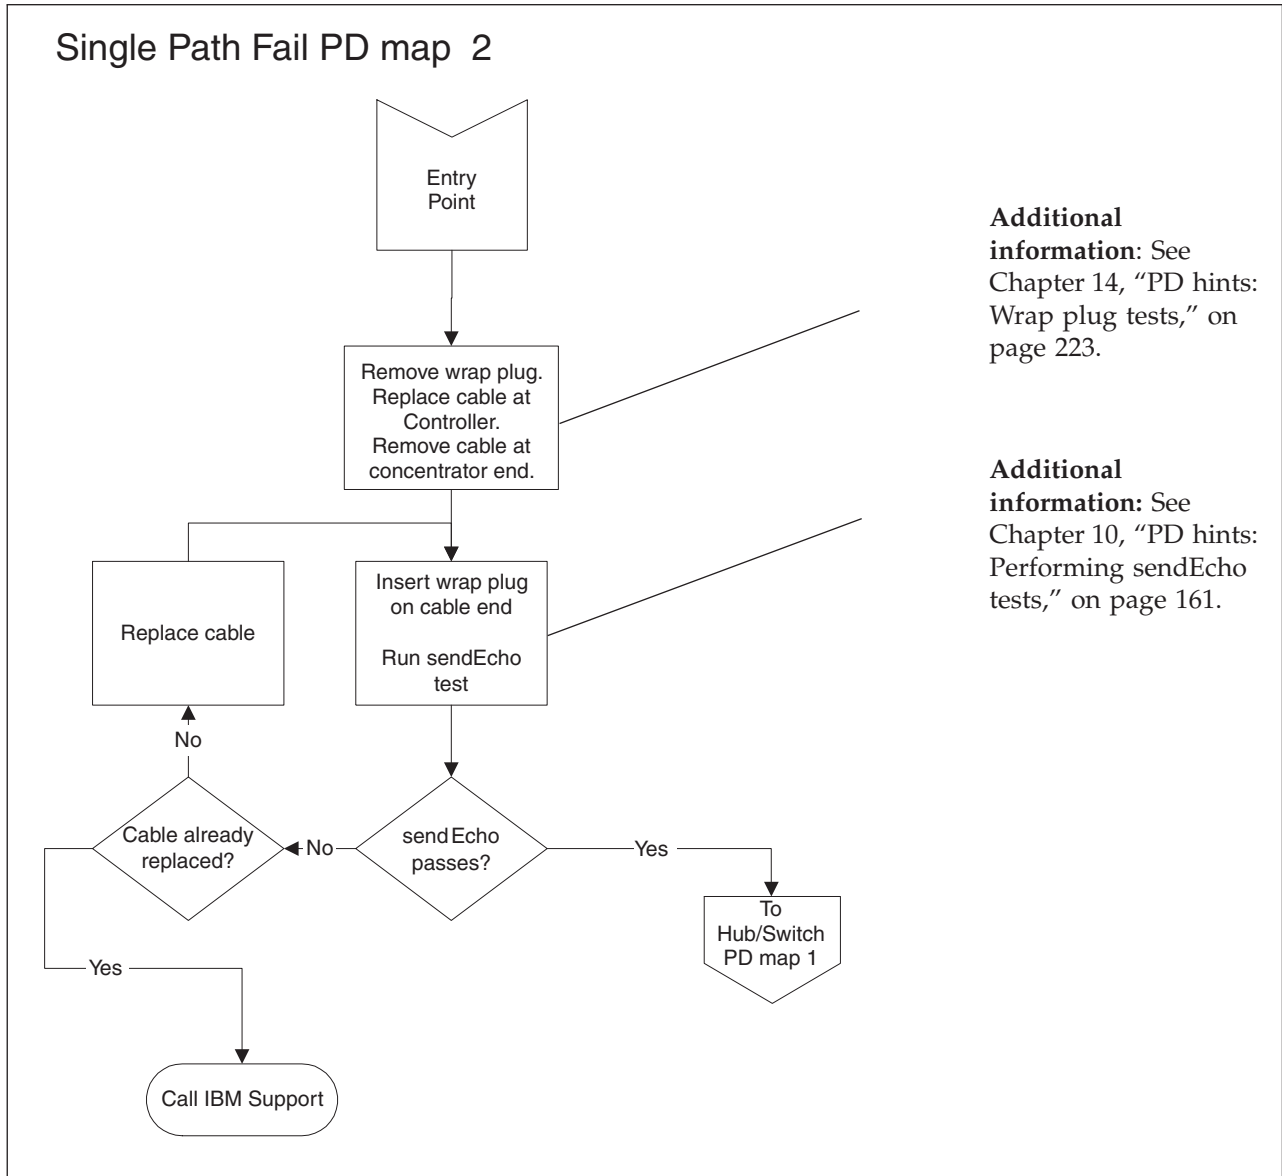 Single Path Fail PD map 2
Entry
Point
Additional
information: See
Chapter 14, “PD hints:
Wrap plug tests,” on
page 223.
Remove wrap plug.
Replace cable at
Controller.
Remove cable at
concentrator end.
Additional
information: See
Chapter 10, “PD hints:
Performing sendEcho
tests,” on page 161.
Replace cable
Insert wrap plug
on cable end
Run sendEcho
test
No
Cable already
replaced?
No
sendEcho
passes?
Yes
To
Hub/Switch
PD map 1
Yes
Call IBM Support